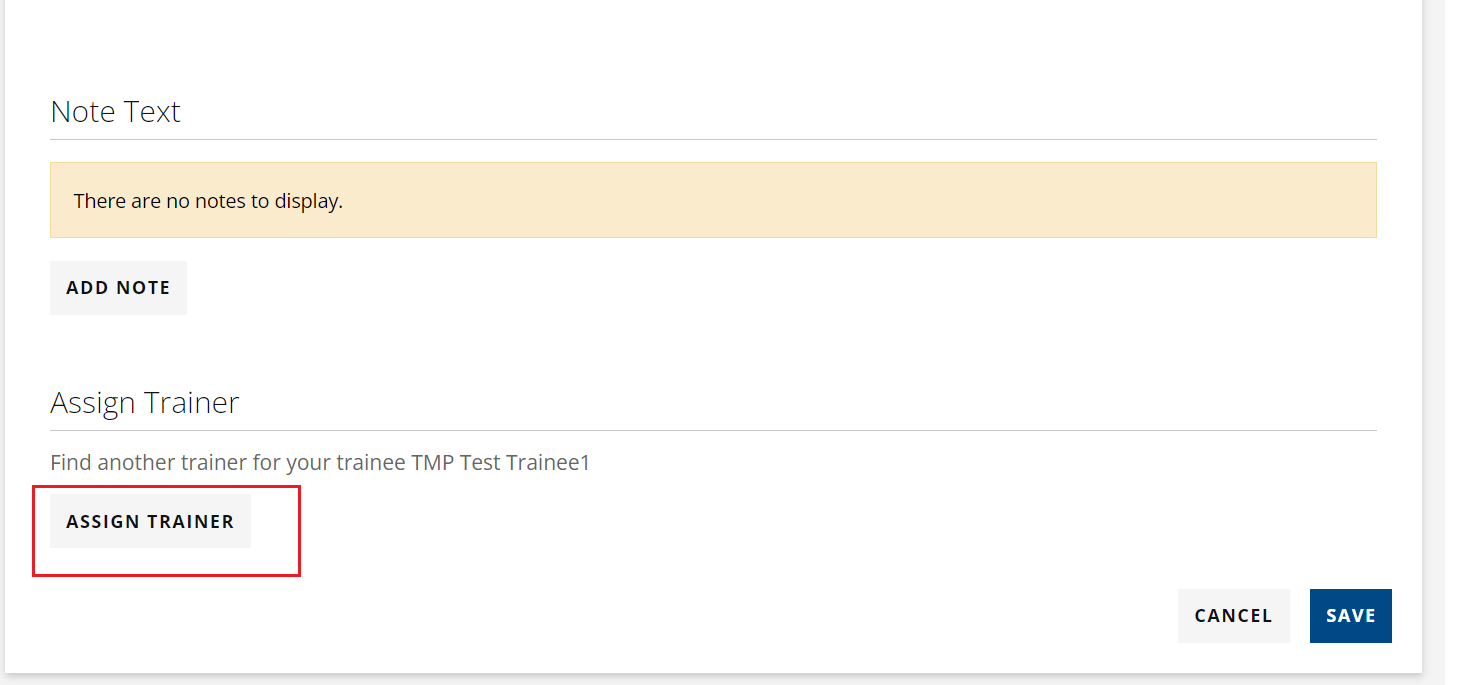 Note Text
There are no notes to display.
ADD NOTE
Assign Trainer
Find another trainer for your trainee TMP Test Trainee1
ASSIGN TRAINER
CANCEL SAVE